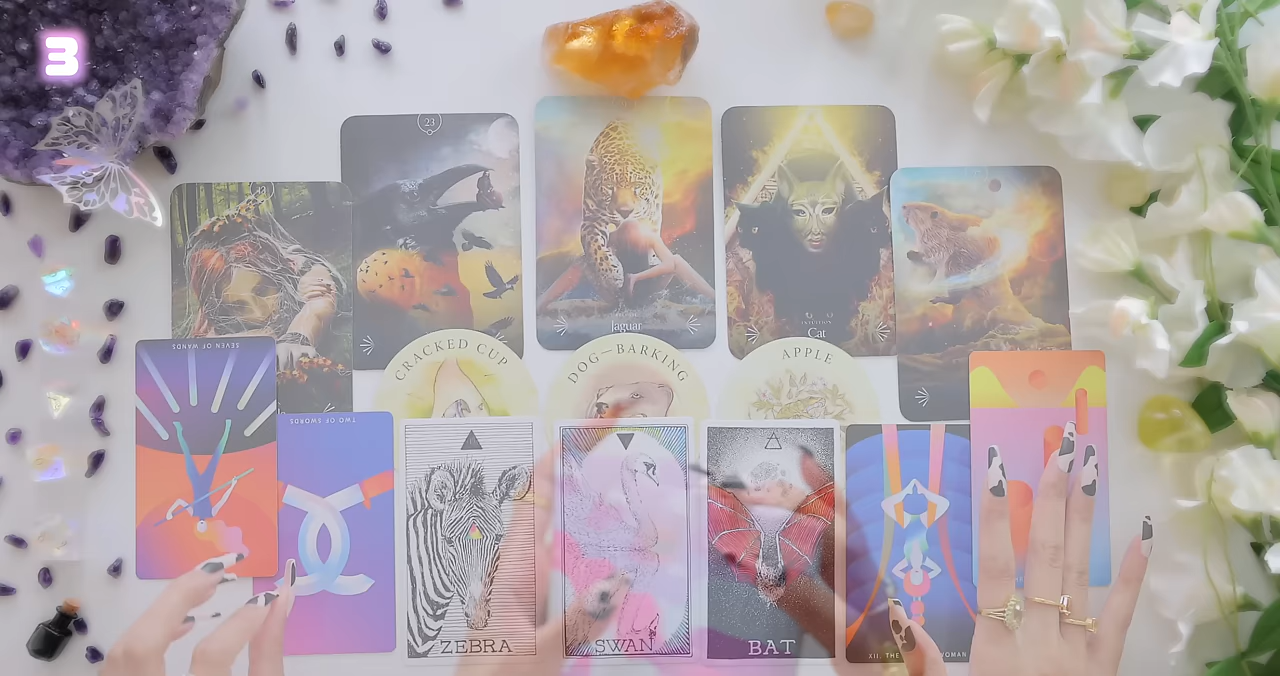 3
23
Jaguar
INTUITION
Cat
CRACKED CUP
DOG—BARKING
APPLE
SEVEN OF WANDS
TWO OF SWORDS
ZEBRA
SWAN
BAT
XII. THE
WOMAN